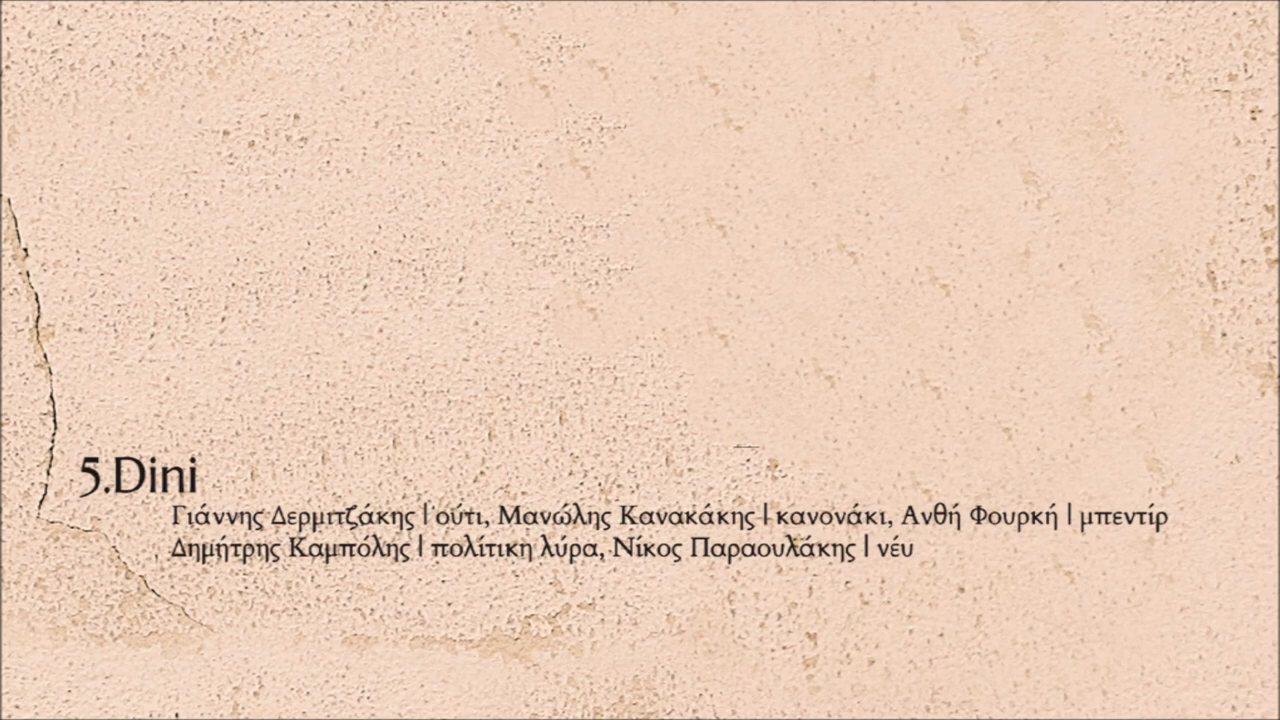 5.Dini
Γιάννης Δερμιτζάκης | ούτι, Μανώλης Κανακάκης | κανονάκι, Ανθή Φουρκή | μπεντίρ
Δημήτρης Καμπόλης | πολίτικη λύρα, Νίκος Παραουλάκης | νέυ